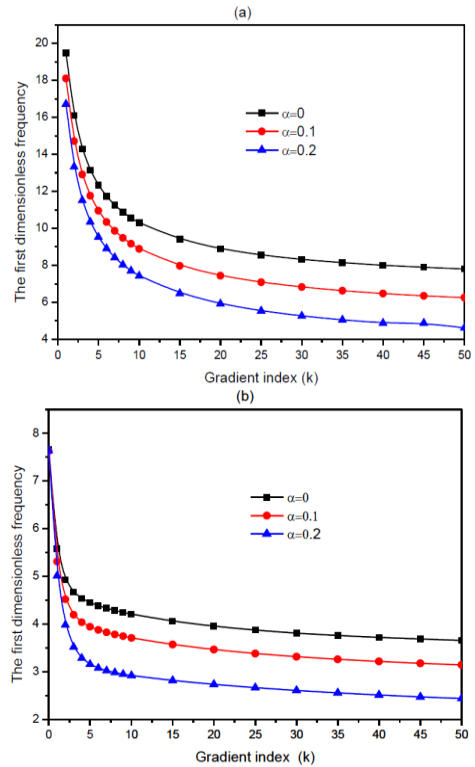 (a)
The first dimensionless frequency
20
18
16
14
12
10
8
6
4
α=0
α=0.1
α=0.2
0 5 10 15 20 25 30 35 40 45 50
Gradient index (k)
(b)
The first dimensionless frequency
8
7
6
5
4
3
2
α=0
α=0.1
α=0.2
0 5 10 15 20 25 30 35 40 45 50
Gradient index (k)